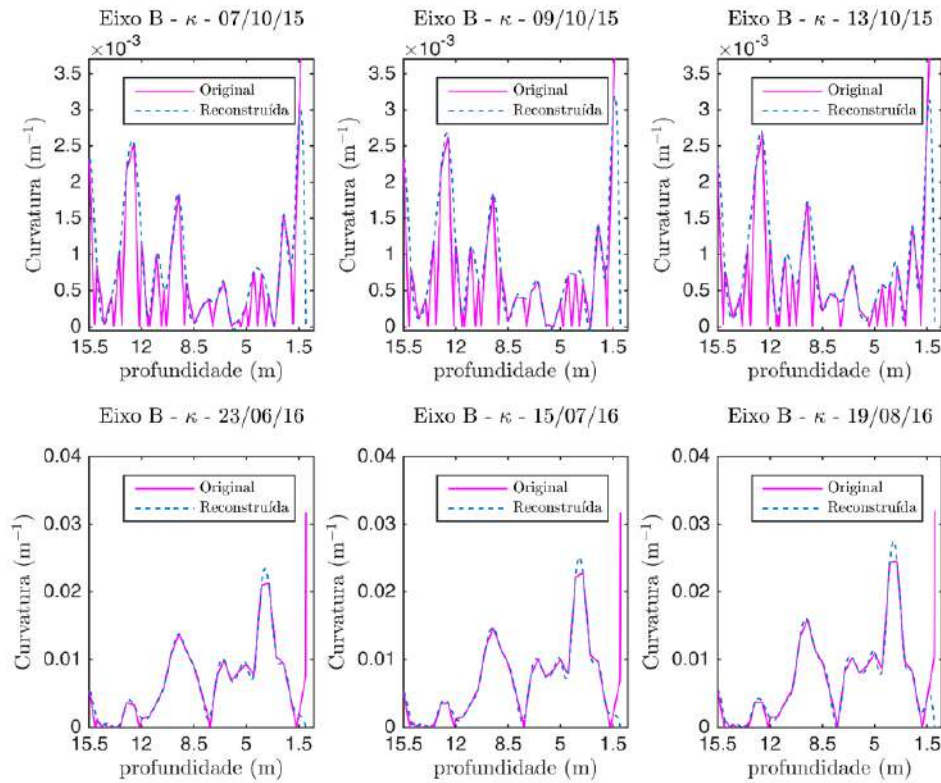 Eixo B - κ - 07/10/15
×10⁻³
3.5
3
2.5
2
1.5
1
0.5
0
Curvatura (m⁻¹)
Original
Reconstruída
15.5 12 8.5 5 1.5
profundidade (m)
Eixo B - κ - 09/10/15
×10⁻³
3.5
3
2.5
2
1.5
1
0.5
0
Curvatura (m⁻¹)
Original
Reconstruída
15.5 12 8.5 5 1.5
profundidade (m)
Eixo B - κ - 13/10/15
×10⁻³
3.5
3
2.5
2
1.5
1
0.5
0
Curvatura (m⁻¹)
Original
Reconstruída
15.5 12 8.5 5 1.5
profundidade (m)
Eixo B - κ - 23/06/16
0.04
0.03
0.02
0.01
0
Curvatura (m⁻¹)
Original
Reconstruída
15.5 12 8.5 5 1.5
profundidade (m)
Eixo B - κ - 15/07/16
0.04
0.03
0.02
0.01
0
Curvatura (m⁻¹)
Original
Reconstruída
15.5 12 8.5 5 1.5
profundidade (m)
Eixo B - κ - 19/08/16
0.04
0.03
0.02
0.01
0
Curvatura (m⁻¹)
Original
Reconstruída
15.5 12 8.5 5 1.5
profundidade (m)